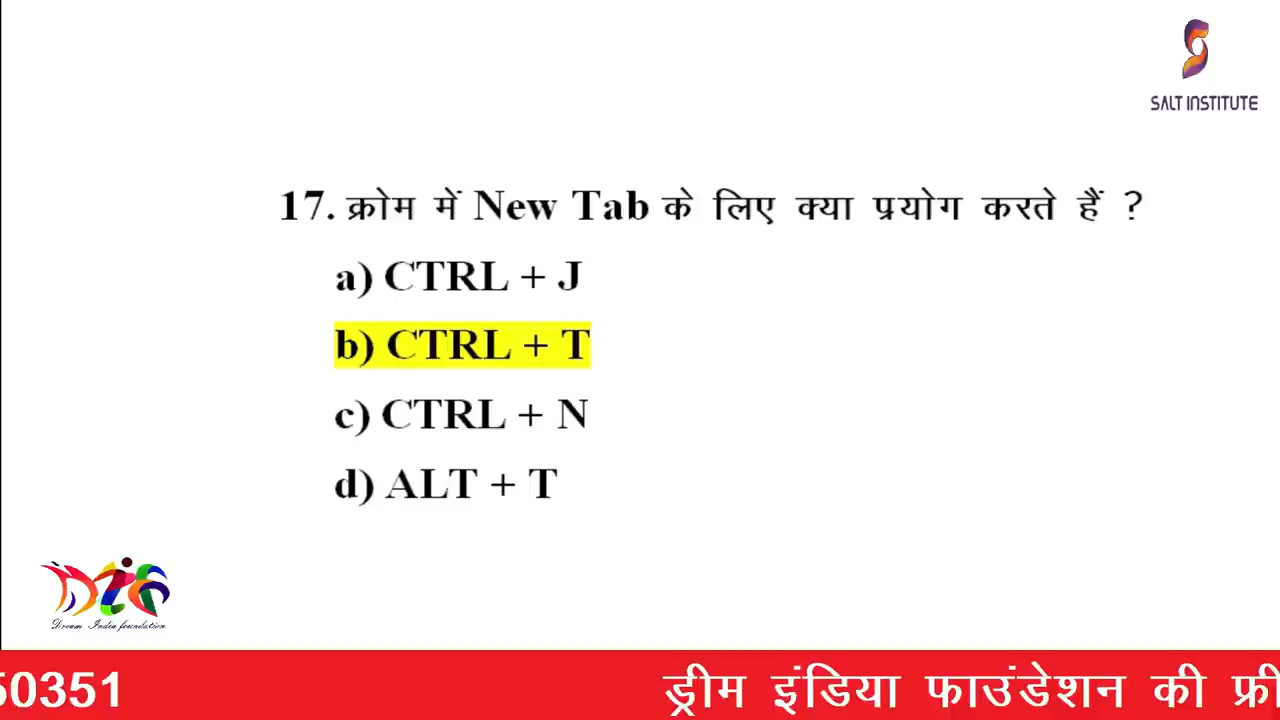 SALT INSTITUTE
17. क्रोम में New Tab के लिए क्या प्रयोग करते हैं ?
a) CTRL + J
b) CTRL + T
c) CTRL + N
d) ALT + T
Dream India foundation
50351 ड्रीम इंडिया फाउंडेशन की फ्री